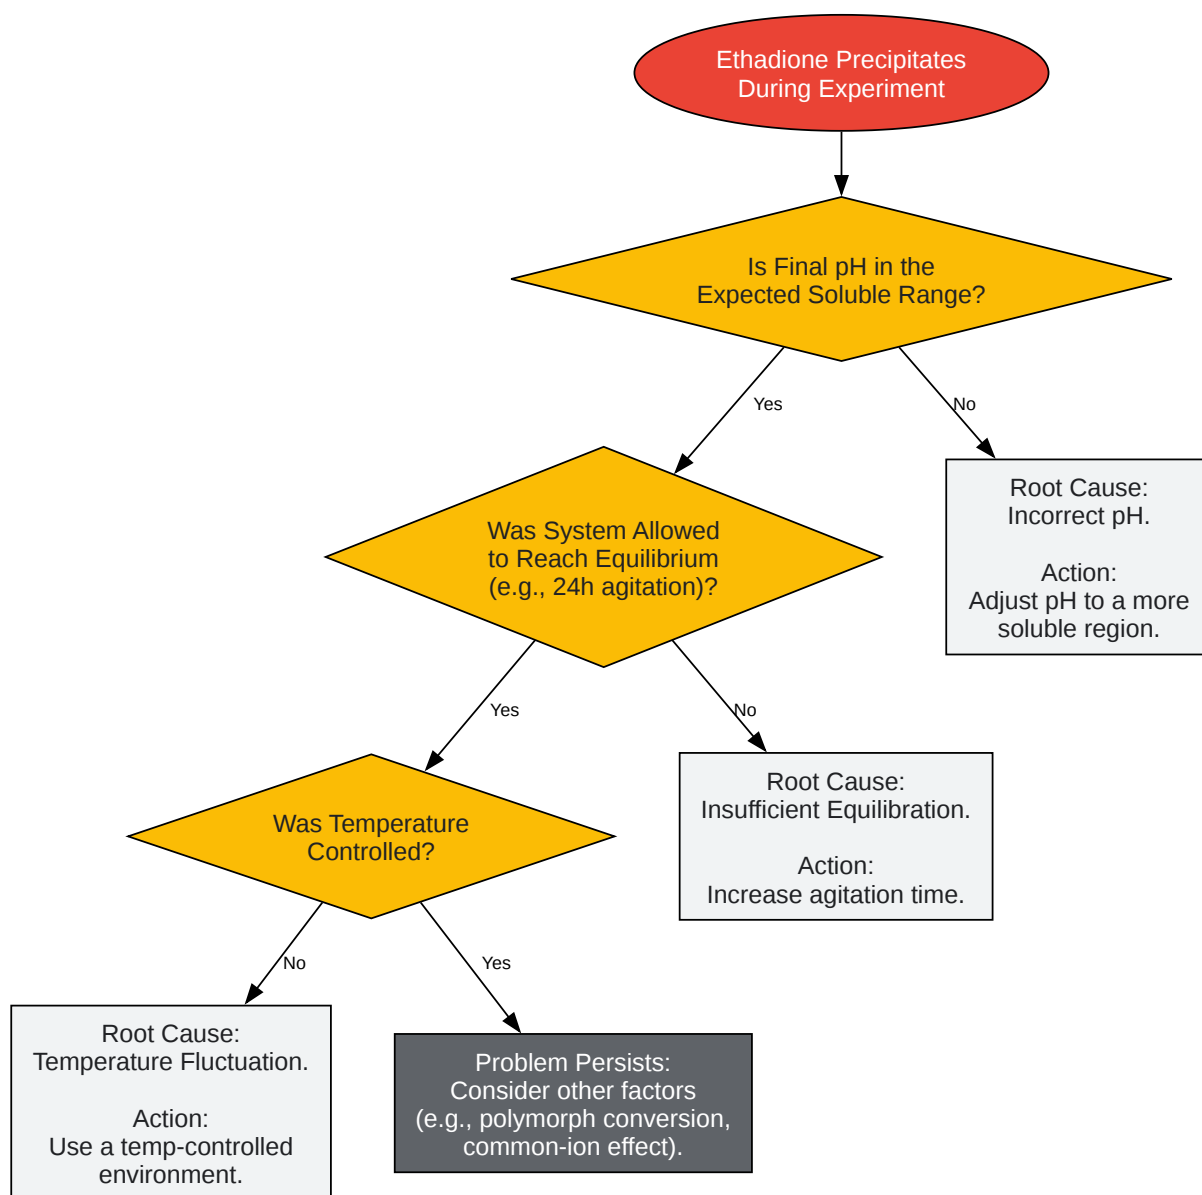 Ethadione Precipitates
During Experiment
Is Final pH in the
Expected Soluble Range?
Yes
No
Root Cause:
Incorrect pH.
Action:
Adjust pH to a more
soluble region.
Was System Allowed
to Reach Equilibrium
(e.g., 24h agitation)?
Yes
No
Root Cause:
Insufficient Equilibration.
Action:
Increase agitation time.
Was Temperature
Controlled?
No
Yes
Root Cause:
Temperature Fluctuation.
Action:
Use a temp-controlled
environment.
Problem Persists:
Consider other factors
(e.g., polymorph conversion,
common-ion effect).